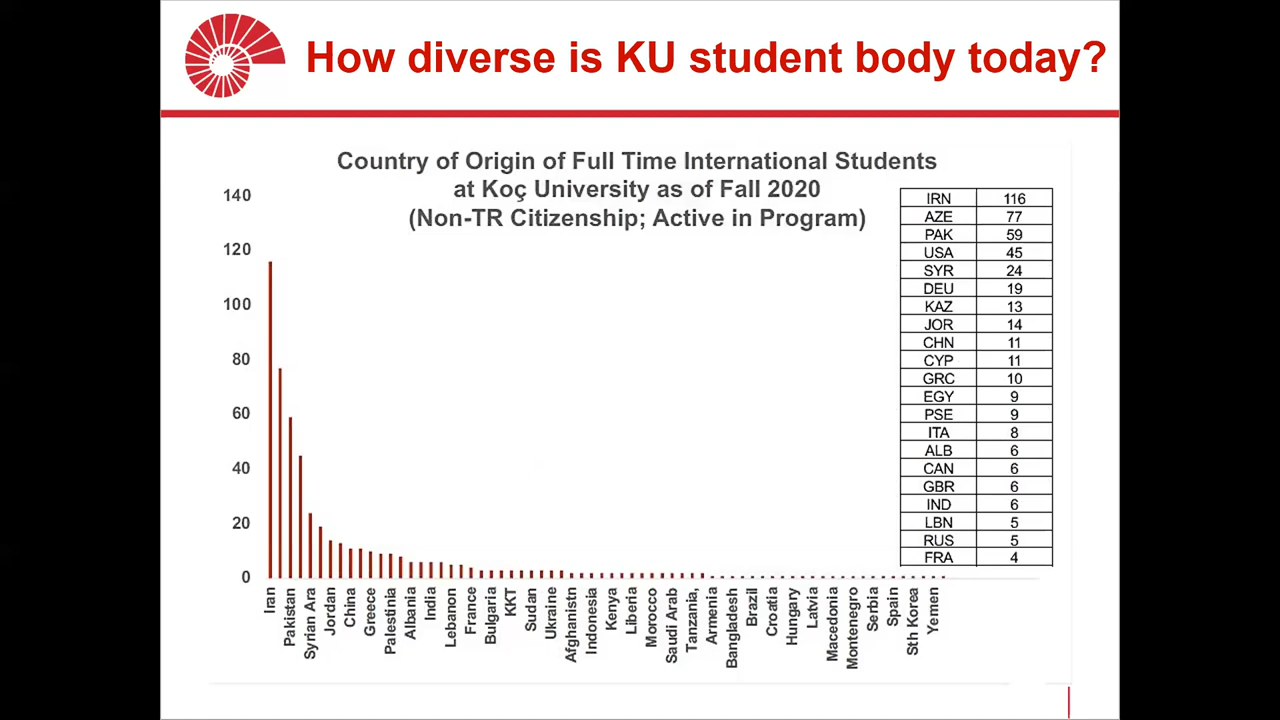 How diverse is KU student body today?
Country of Origin of Full Time International Students
at Koç University as of Fall 2020
(Non-TR Citizenship; Active in Program)
140
120
100
80
60
40
20
0
IRN 116
AZE 77
PAK 59
USA 45
SYR 24
DEU 19
KAZ 13
JOR 14
CHN 11
CYP 11
GRC 10
EGY 9
PSE 9
ITA 8
ALB 6
CAN 6
GBR 6
IND 6
LBN 5
RUS 5
FRA 4
Iran
Pakistan
Syrian Ara
Jordan
China
Greece
Palestinia
Albania
India
Lebanon
France
Bulgaria
KKT
Sudan
Ukraine
Afghanistn
Indonesia
Kenya
Liberia
Morocco
Saudi Arab
Tanzania,
Armenia
Bangladesh
Brazil
Croatia
Hungary
Latvia
Macedonia
Montenegro
Serbia
Spain
Sth Korea
Yemen